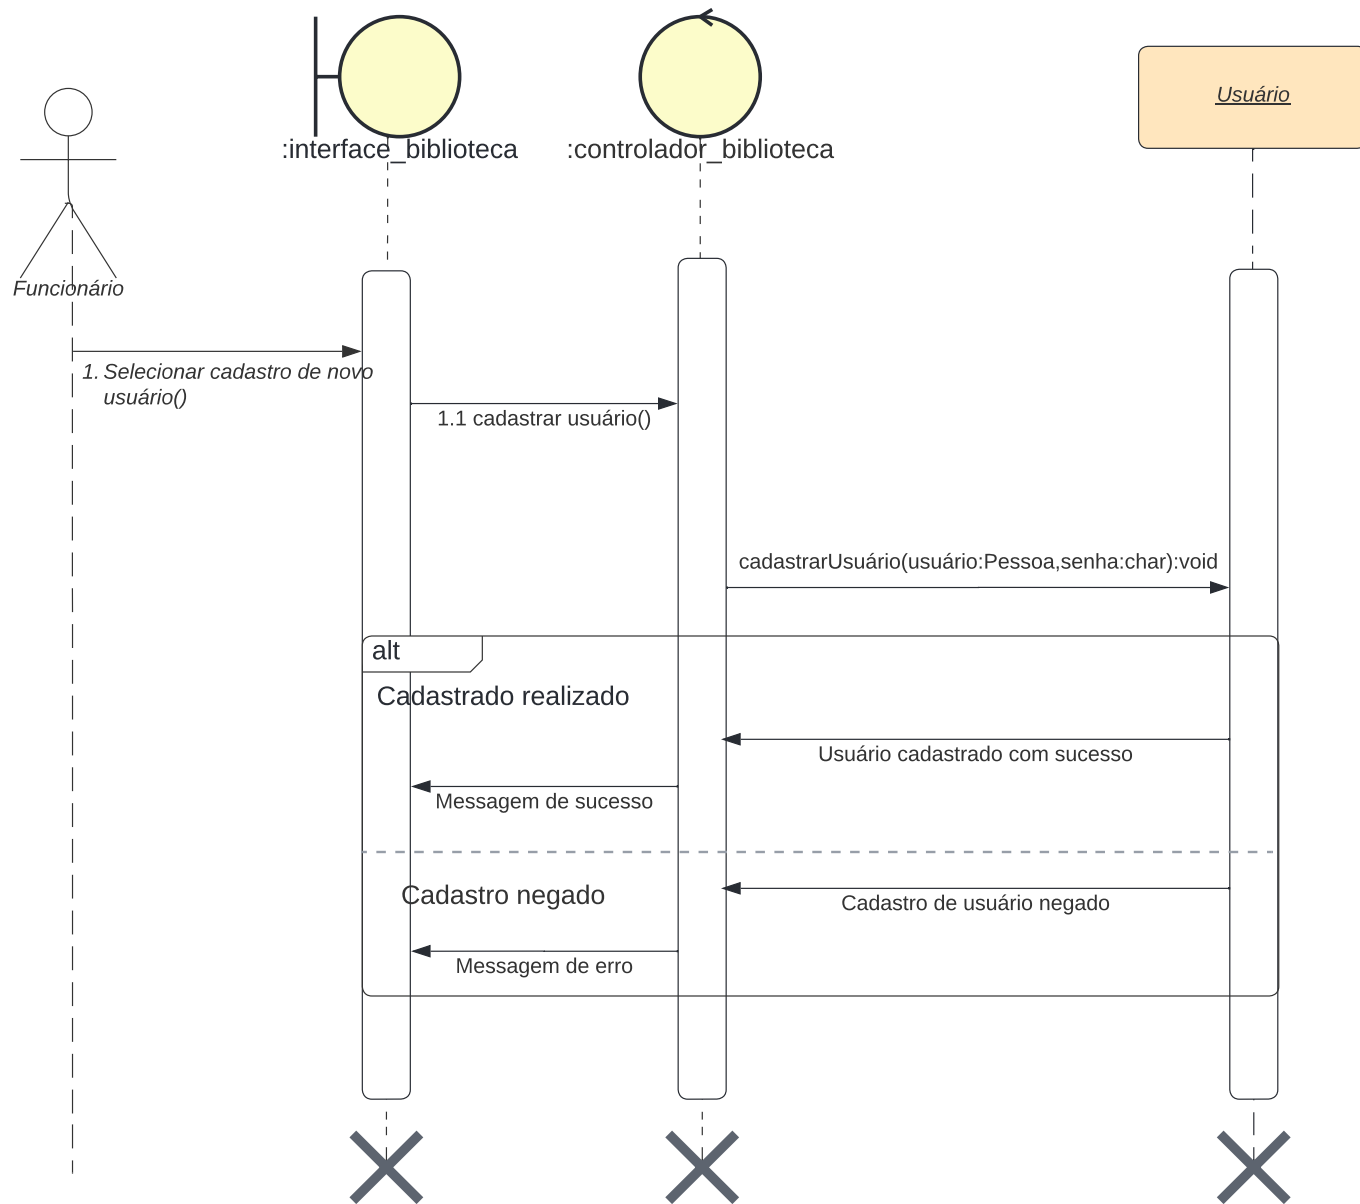 Usuário
:interface_biblioteca
:controlador_biblioteca
Funcionário
1. Selecionar cadastro de novo
usuário()
1.1 cadastrar usuário()
cadastrarUsuário(usuário:Pessoa,senha:char):void
alt
Cadastrado realizado
Usuário cadastrado com sucesso
Messagem de sucesso
Cadastro negado
Cadastro de usuário negado
Messagem de erro